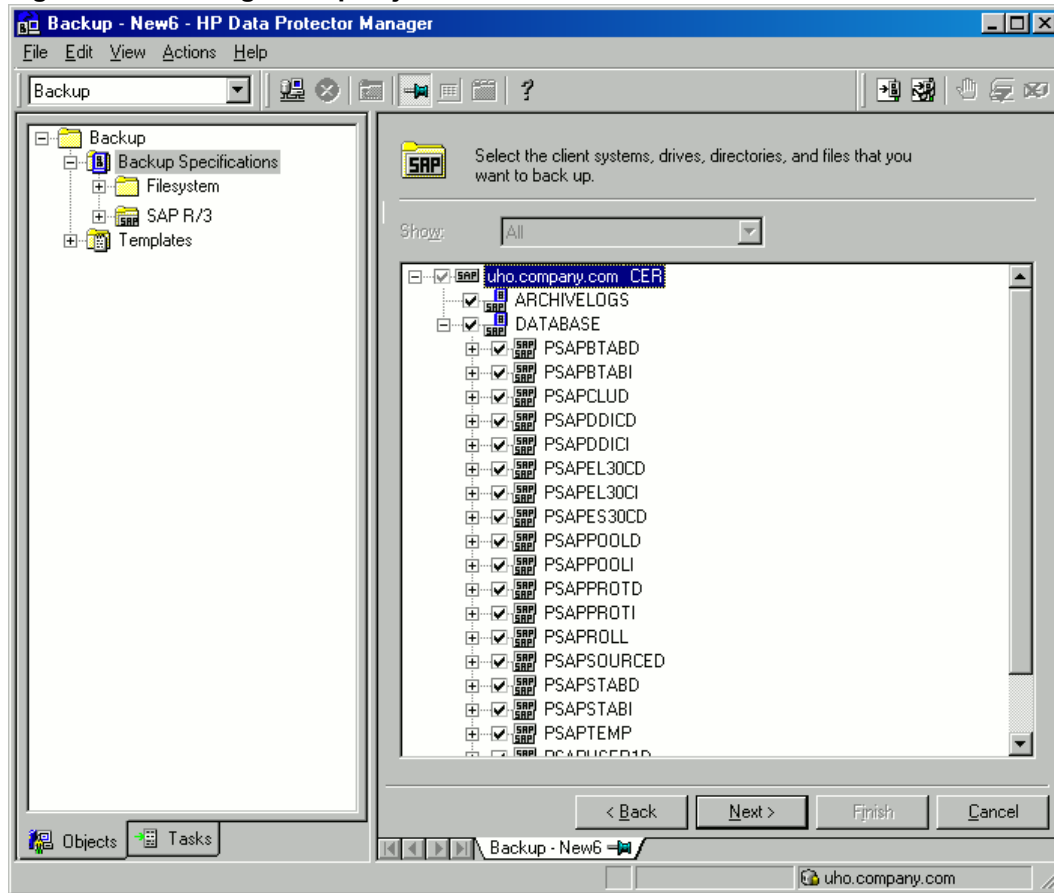 Backup - New6 - HP Data Protector Manager
File Edit View Actions Help
Backup
Backup
Backup Specifications
Filesystem
SAP R/3
Templates
Objects Tasks
SAP Select the client systems, drives, directories, and files that you
want to back up.
Show: All
SAP uho.company.com CER
ARCHIVELOGS
DATABASE
PSAPBTABD
PSAPBTABI
PSAPCLUD
PSAPDDICD
PSAPDDICI
PSAPEL30CD
PSAPEL30CI
PSAPES30CD
PSAPPOOLD
PSAPPOOLI
PSAPPROTD
PSAPPROTI
PSAPROLL
PSAPSOURCED
PSAPSTABD
PSAPSTABI
PSAPTEMP
PSAPUSER1D
< Back Next > Finish Cancel
Backup - New6
uho.company.com